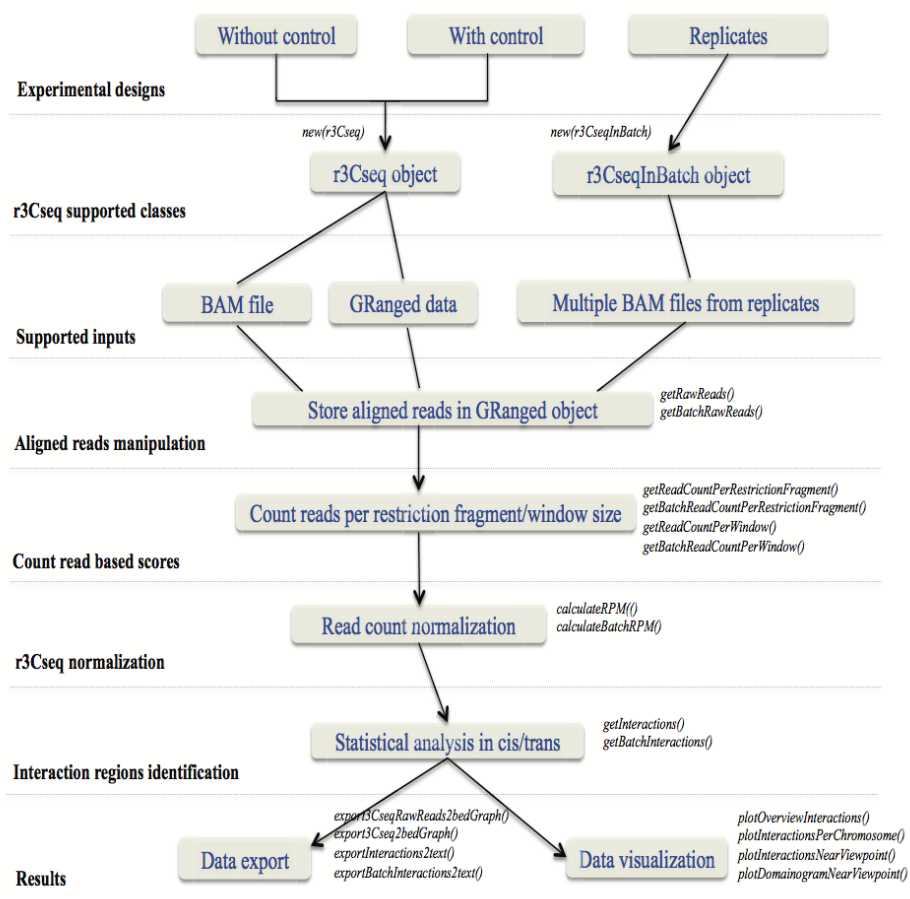 Without control
With control
Replicates
Experimental designs
new(r3Cseq)
new(r3CseqInBatch)
r3Cseq object
r3CseqInBatch object
r3Cseq supported classes
BAM file
GRanged data
Multiple BAM files from replicates
Supported inputs
Store aligned reads in GRanged object
getRawReads()
getBatchRawReads()
Aligned reads manipulation
Count reads per restriction fragment/window size
getReadCountPerRestrictionFragment()
getBatchReadCountPerRestrictionFragment()
getReadCountPerWindow()
getBatchReadCountPerWindow()
Count read based scores
Read count normalization
calculateRPM(()
calculateBatchRPM()
r3Cseq normalization
Statistical analysis in cis/trans
getInteractions()
getBatchInteractions()
Interaction regions identification
export3CseqRawReads2bedGraph()
export3Cseq2bedGraph()
exportInteractions2text()
exportBatchInteractions2text()
plotOverviewInteractions()
plotInteractionsPerChromosome()
plotInteractionsNearViewpoint()
plotDomainogramNearViewpoint()
Data export
Data visualization
Results